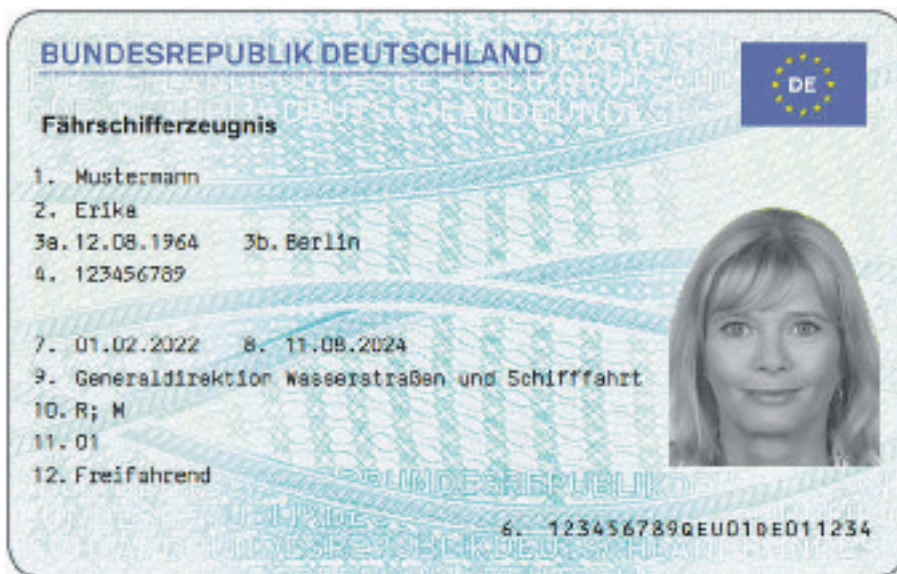 BUNDESREPUBLIK DEUTSCHLAND
DE
Fährschifferzeugnis
1. Mustermann
2. Erika
3a. 12.08.1964 3b. Berlin
4. 123456789
7. 01.02.2022 8. 11.08.2024
9. Generaldirektion Wasserstraßen und Schifffahrt
10. R; M
11. 01
12. Freifahrend
6. 123456789QEU01DE011234